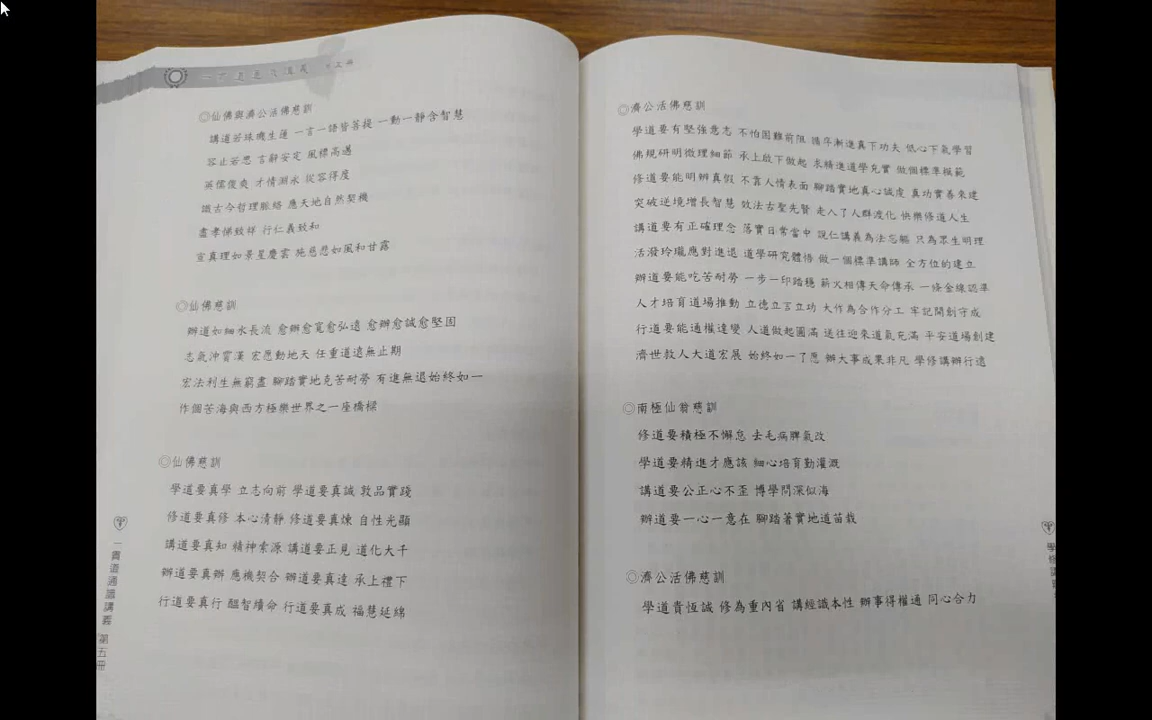 ◎仙佛與濟公活佛慈訓
講道若珠璣生蓮 一言一語皆菩提 一動一靜含智慧
容止若思 言辭安定 風標高邁
英儒俊爽 才情淵水 從容得度
識古今哲理脈絡 應天地自然契機
盡孝悌致祥 行仁義致和
宣真理如景星慶雲 施慈悲如風和甘露
◎仙佛慈訓
辦道如細水長流 愈辦愈寬愈弘遠 愈辦愈誠愈堅固
志氣沖霄漢 宏愿動地天 任重道遠無止期
宏法利生無窮盡 腳踏實地克苦耐勞 有進無退始終如一
作個苦海與西方極樂世界之一座橋樑
◎仙佛慈訓
學道要真學 立志向前 學道要真誠 敦品實踐
修道要真修 本心清靜 修道要真煉 自性光顯
講道要真知 精神索源 講道要正見 道化大千
辦道要真辦 應機契合 辦道要真達 承上禮下
行道要真行 醞智續命 行道要真成 福慧延綿
一貫道通識講義 第五冊
◎濟公活佛慈訓
學道要有堅強意志 不怕困難前阻 循序漸進真下功夫 低心下氣學習
佛規研明微理細節 承上啟下做起 求精進道學充實 做個標準模範
修道要能明辨真假 不靠人情表面 腳踏實地真心誠虔 真功實善來建
突破逆境增長智慧 效法古聖先賢 走入了人群渡化 快樂修道人生
講道要有正確理念 落實日常當中 說仁講義為法忘軀 只為眾生明理
活潑玲瓏應對進退 道學研究體悟 做一個標準講師 全方位的建立
辦道要能吃苦耐勞 一步一印踏穩 薪火相傳天命傳承 一條金線認準
人才培育道場推動 立德立言立功 大作為合作分工 牢記開創守成
行道要能通權達變 人道做起圓滿 送往迎來道氣充滿 平安道場創建
濟世救人大道宏展 始終如一了愿 辦大事成果非凡 學修講辦行遠
◎南極仙翁慈訓
修道要積極不懈怠 去毛病脾氣改
學道要精進才應該 細心培育勤灌溉
講道要公正心不歪 博學問深似海
辦道要一心一意在 腳踏著實地道苗栽
◎濟公活佛慈訓
學道貴恆誠 修為重內省 講經識本性 辦事得權通 同心合力